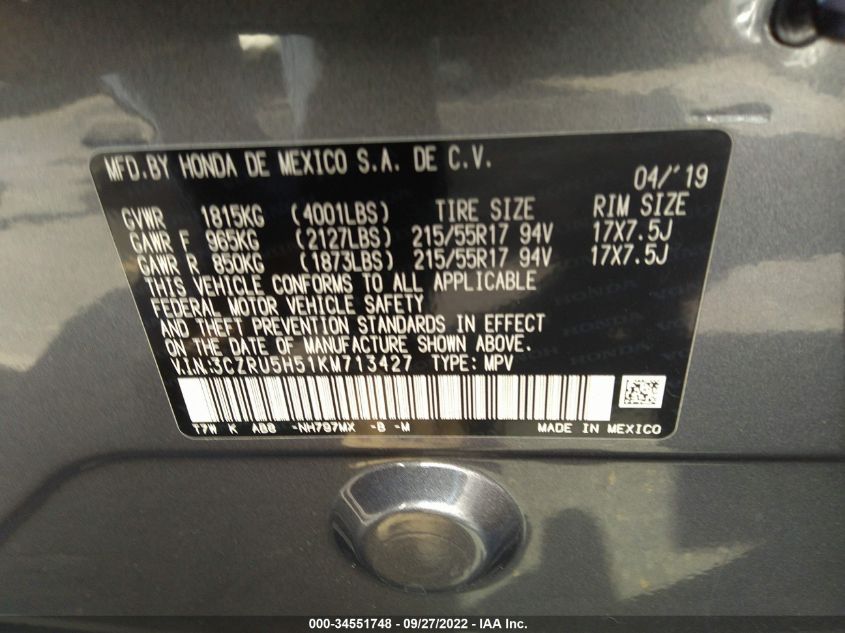 MFD.BY HONDA DE MEXICO S.A. DE C.V.
04/'19
GVWR 1815KG (4001LBS) TIRE SIZE RIM SIZE
GAWR F 965KG (2127LBS) 215/55R17 94V 17X7.5J
GAWR R 850KG (1873LBS) 215/55R17 94V 17X7.5J
THIS VEHICLE CONFORMS TO ALL APPLICABLE
FEDERAL MOTOR VEHICLE SAFETY
AND THEFT PREVENTION STANDARDS IN EFFECT
ON THE DATE OF MANUFACTURE SHOWN ABOVE.
V.I.N:3CZRU5H51KM713427 TYPE: MPV
T7W K AB8 -NH797MX -B -M MADE IN MEXICO
000-34551748 - 09/27/2022 - IAA Inc.